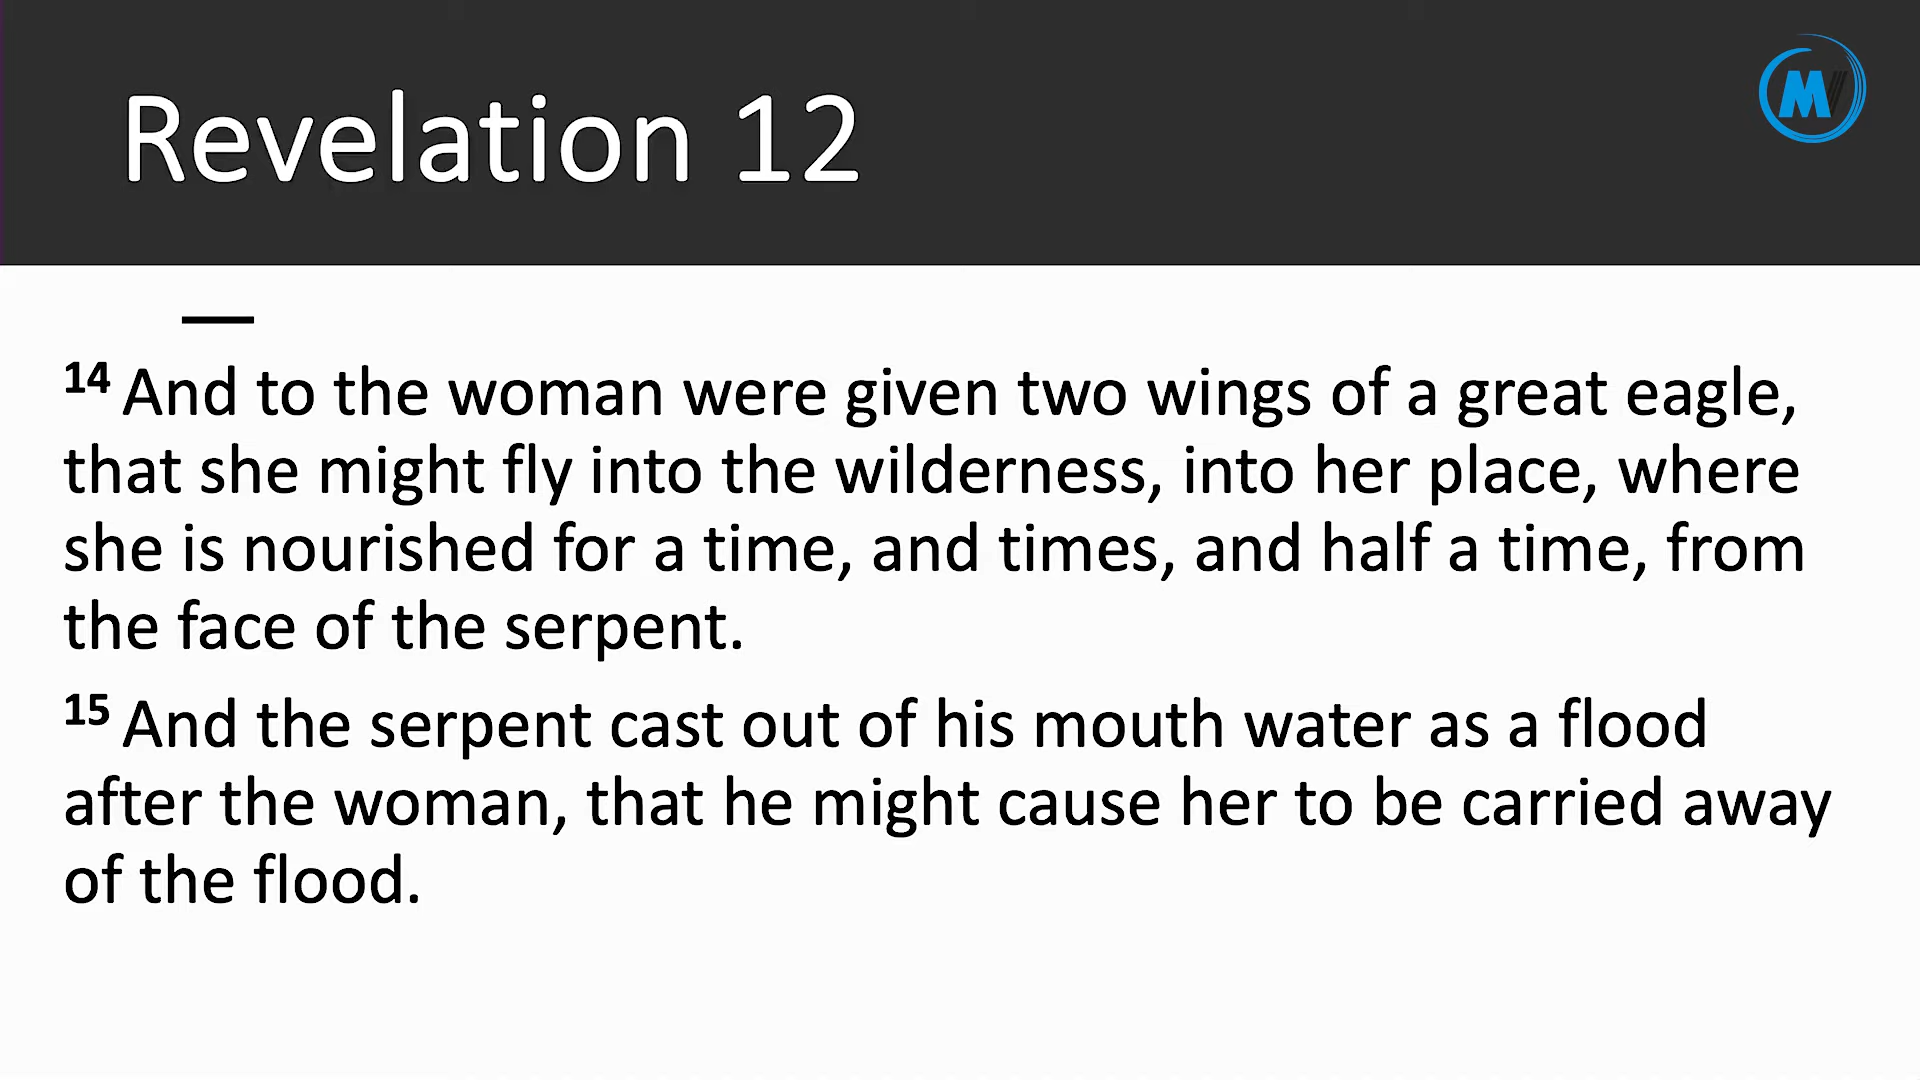 Revelation 12
M
14 And to the woman were given two wings of a great eagle,
that she might fly into the wilderness, into her place, where
she is nourished for a time, and times, and half a time, from
the face of the serpent.
15 And the serpent cast out of his mouth water as a flood
after the woman, that he might cause her to be carried away
of the flood.